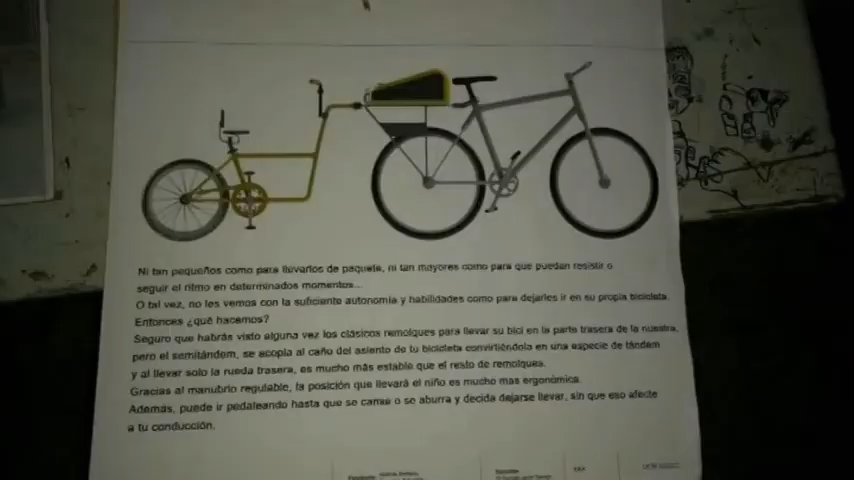 Ni tan pequeños como para llevarlos de paquete, ni tan mayores como para que puedan resistir o
seguir el ritmo en determinados momentos...
O tal vez, no les vemos con la suficiente autonomía y habilidades como para dejarles ir en su propia bicicleta.
Entonces ¿qué hacemos?
Seguro que habrás visto alguna vez los clásicos remolques para llevar su bici en la parte trasera de la nuestra,
pero el semitándem, se acopla al caño del asiento de tu bicicleta convirtiéndola en una especie de tándem
y al llevar solo la rueda trasera, es mucho más estable que el resto de remolques.
Gracias al manubrio regulable, la posición que llevará el niño es mucho mas ergonómica.
Además, puede ir pedaleando hasta que se canse o se aburra y decida dejarse llevar, sin que eso afecte
a tu conducción.